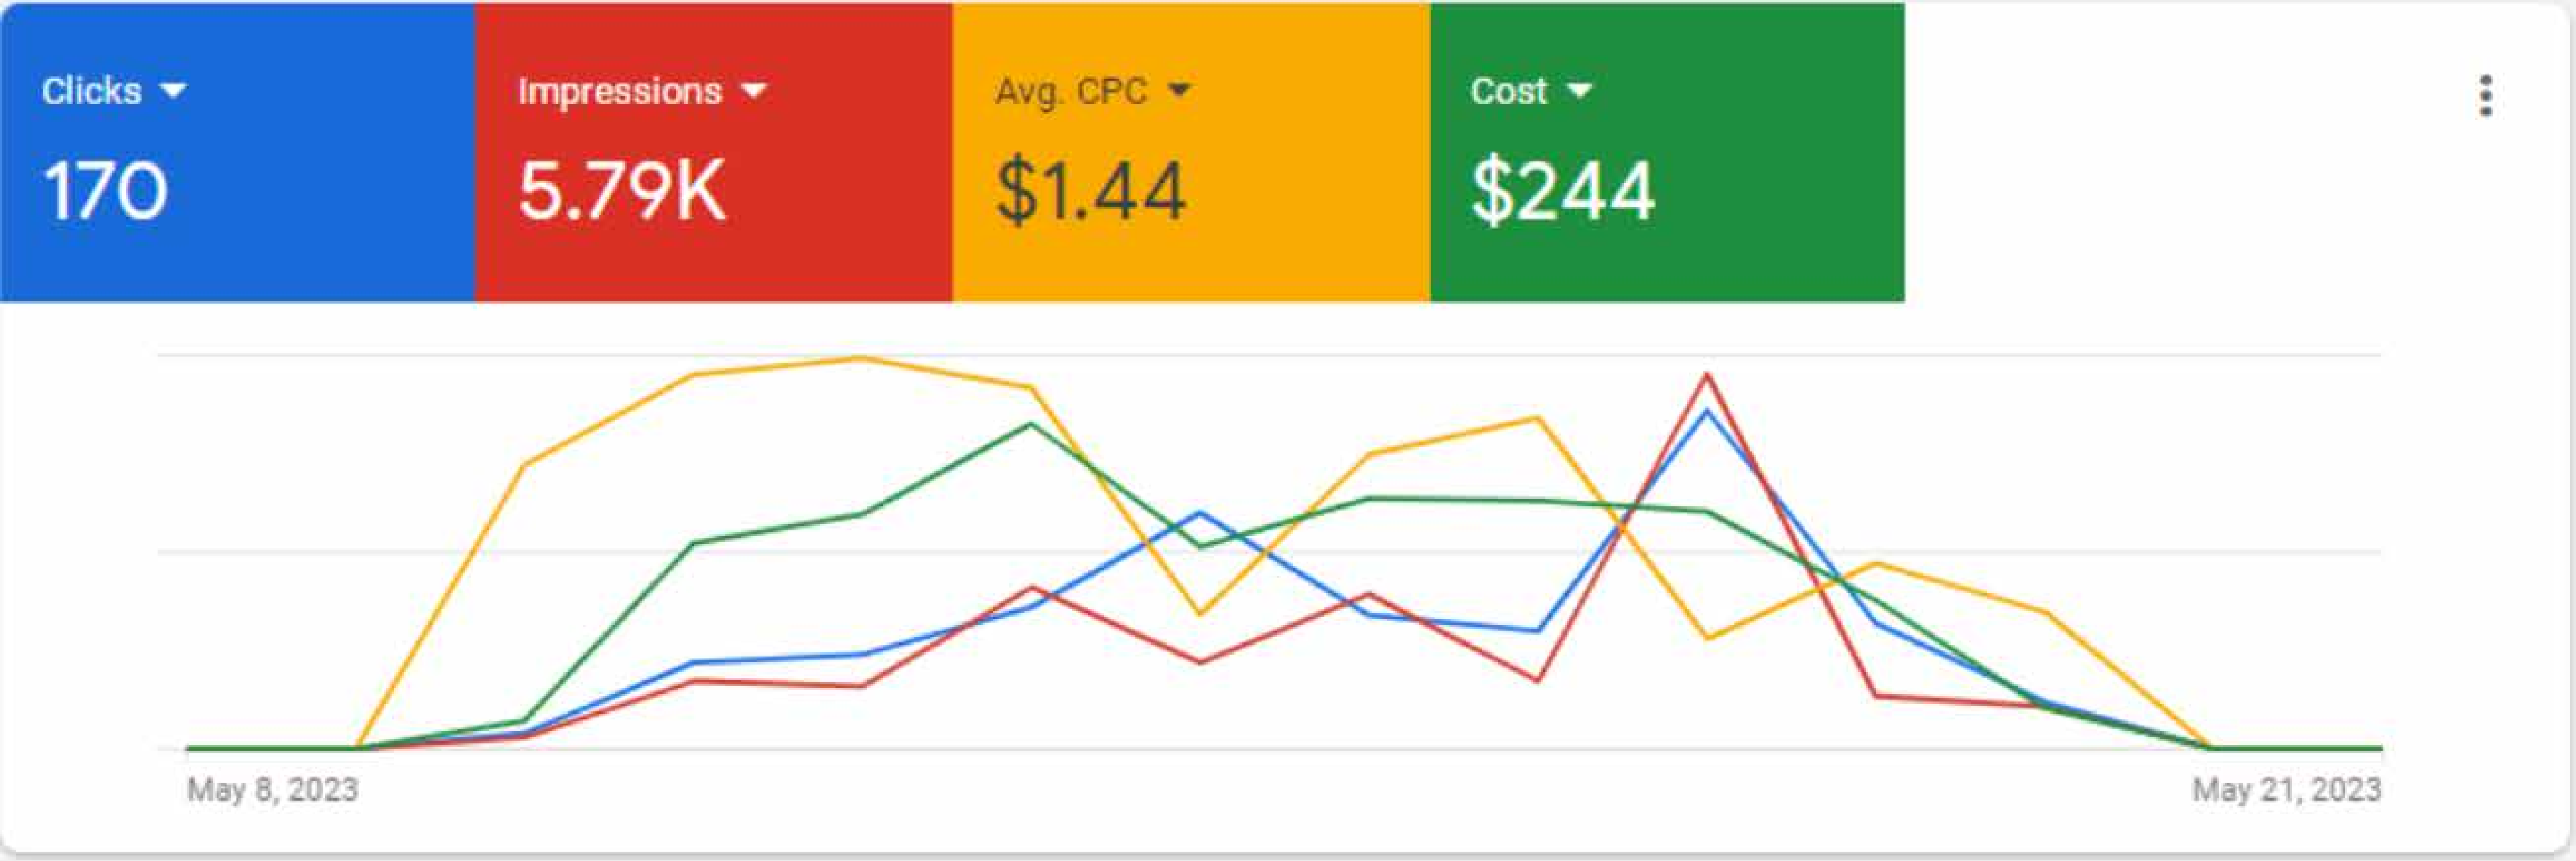 Clicks
170
Impressions
5.79K
Avg. CPC
$1.44
Cost
$244
May 8, 2023
May 21, 2023